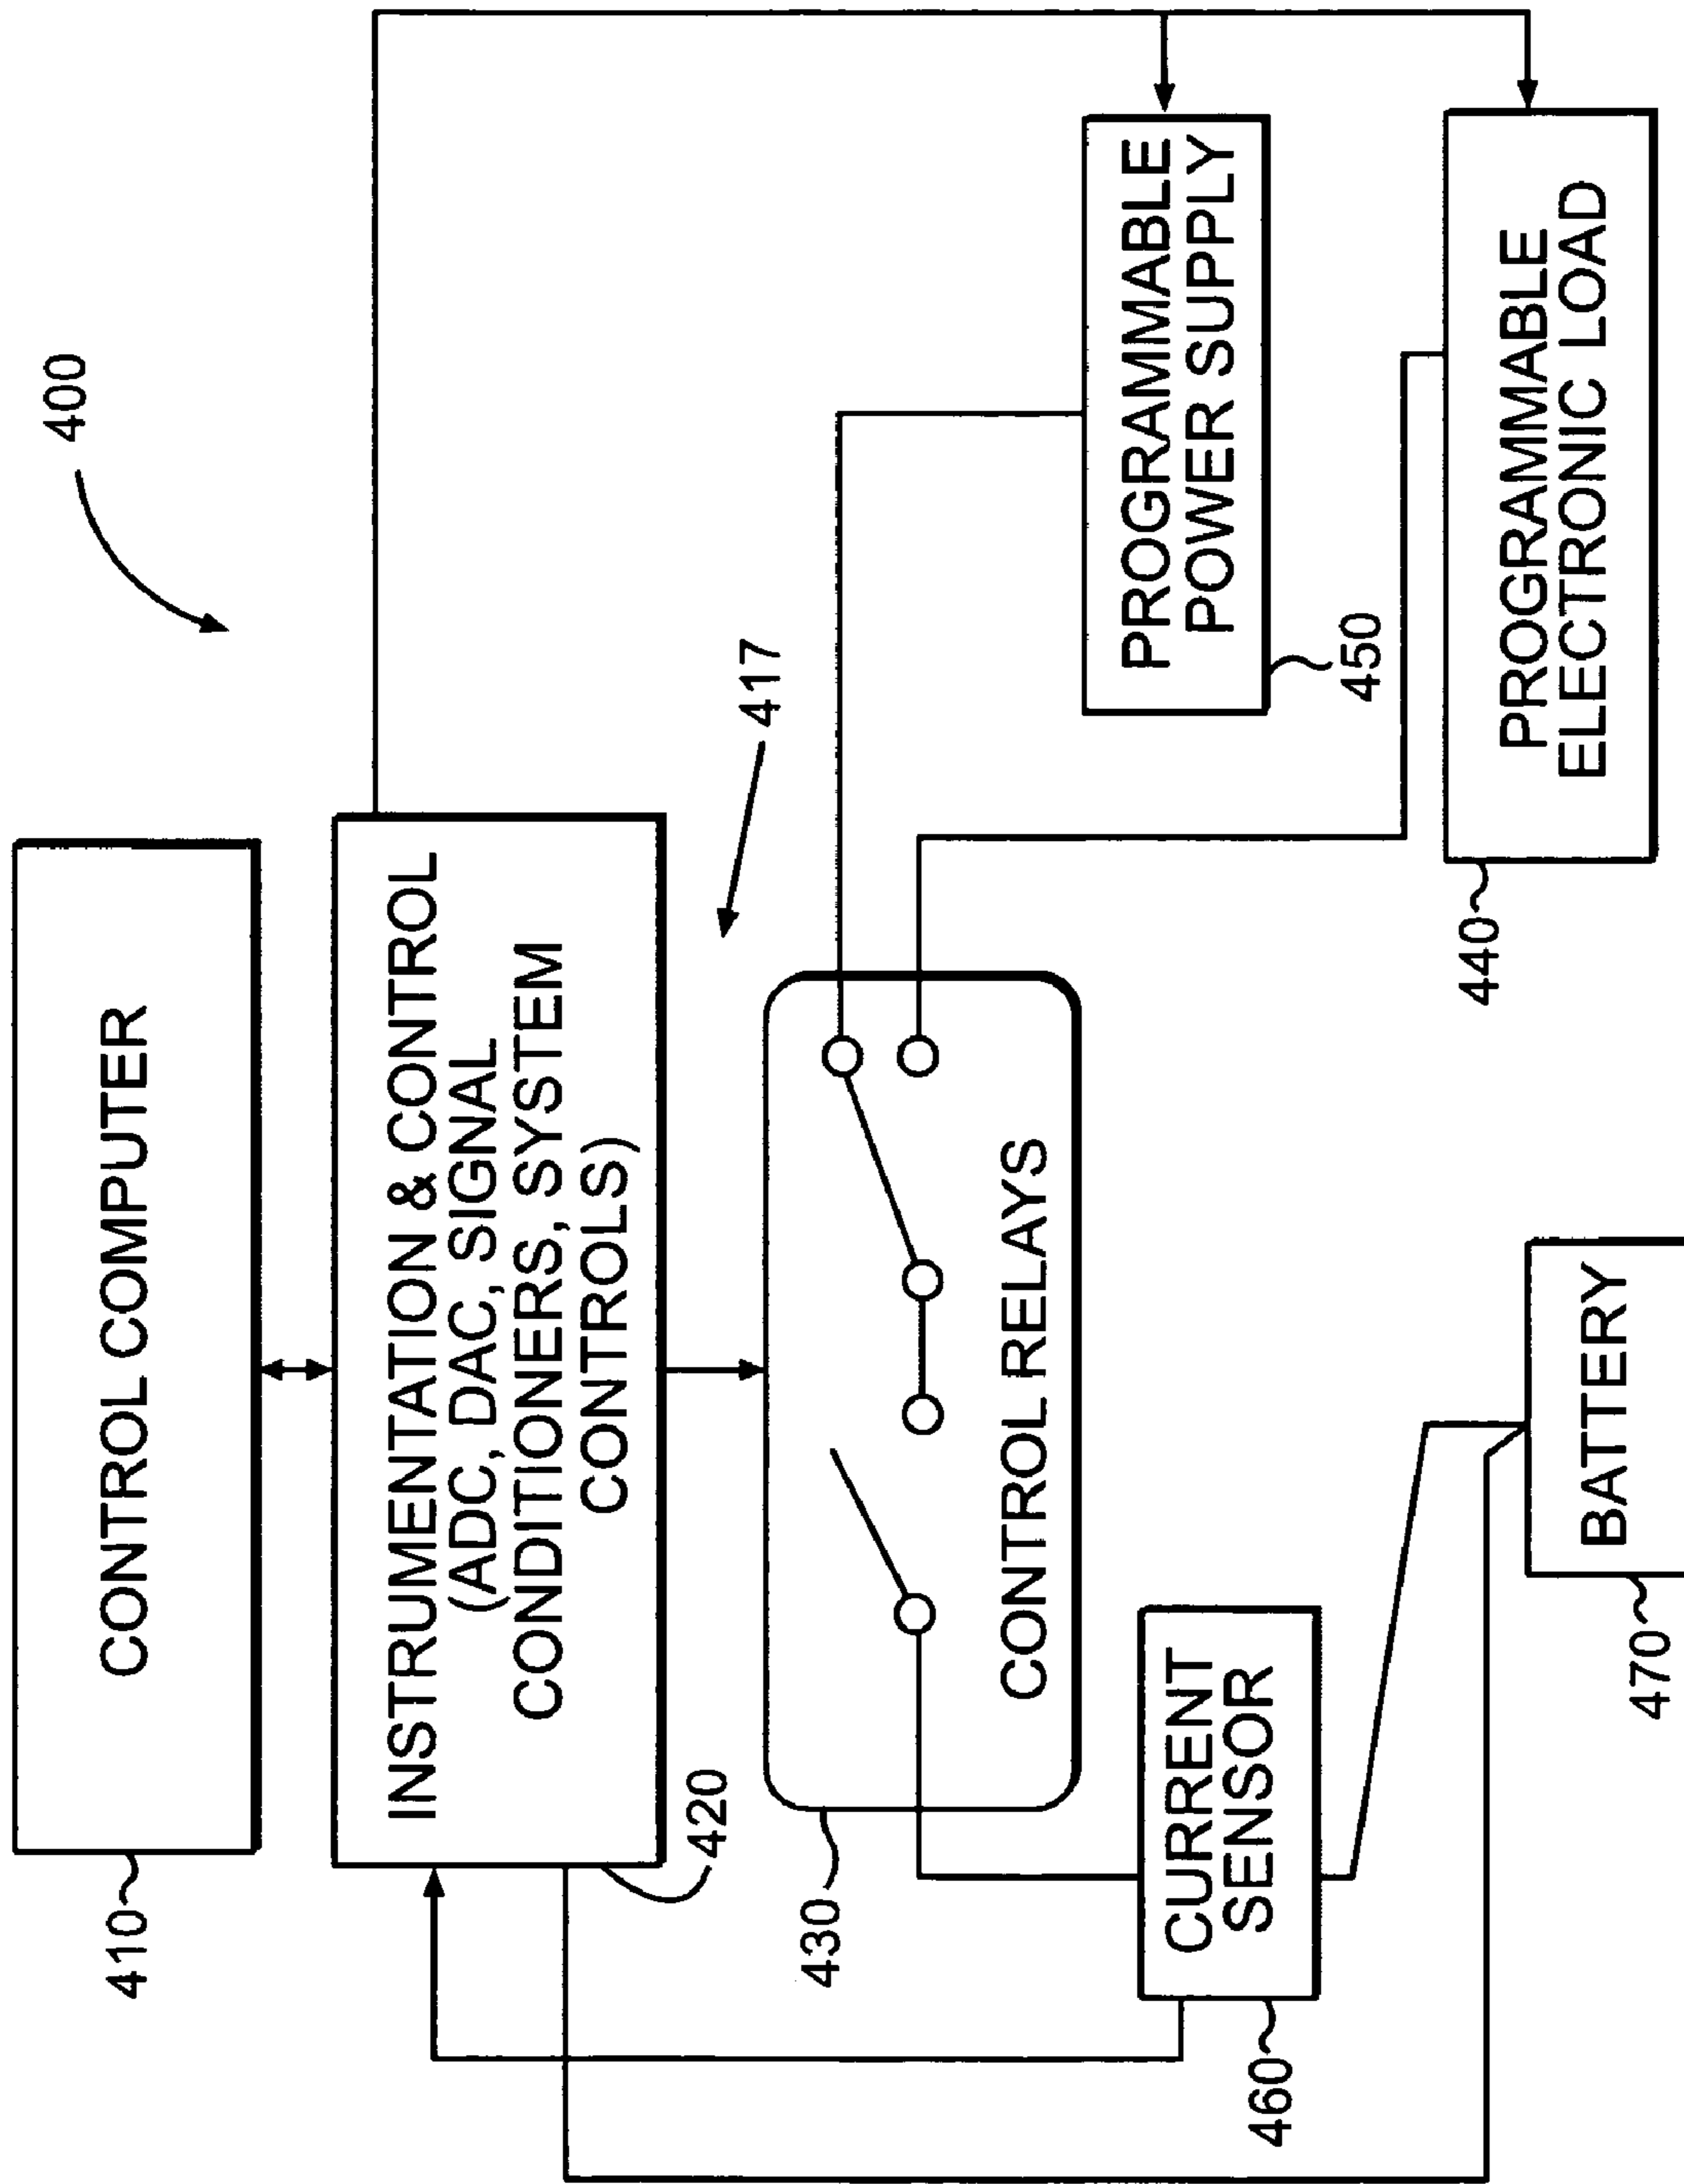 400
CONTROL COMPUTER
410
INSTRUMENTATION & CONTROL
(ADC, DAC, SIGNAL
CONDITIONERS, SYSTEM
CONTROLS)
420
417
CONTROL RELAYS
430
PROGRAMMABLE
POWER SUPPLY
450
CURRENT
SENSOR
460
PROGRAMMABLE
ELECTRONIC LOAD
440
BATTERY
470